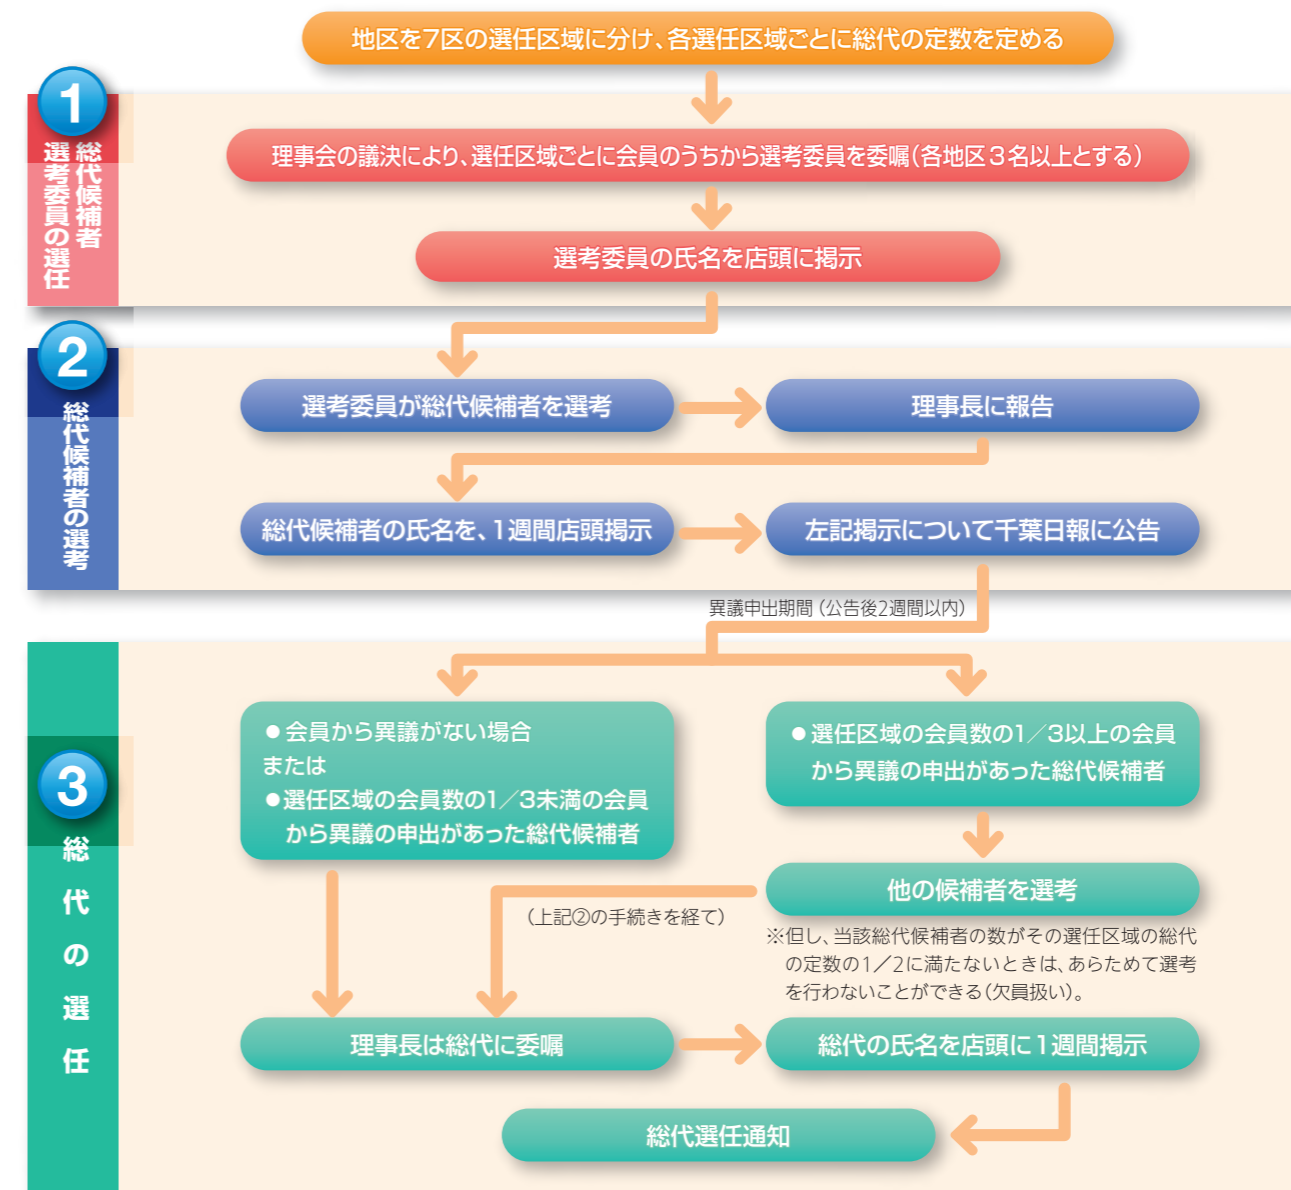 地区を7区の選任区域に分け、各選任区域ごとに総代の定数を定める
1
総代候補者
選考委員の選任
理事会の議決により、選任区域ごとに会員のうちから選考委員を委嘱(各地区3名以上とする)
選考委員の氏名を店頭に掲示
2
総代候補者の選考
選考委員が総代候補者を選考
理事長に報告
総代候補者の氏名を、1週間店頭掲示
左記掲示について千葉日報に公告
異議申出期間(公告後2週間以内)
3
総代の選任
●会員から異議がない場合
または
●選任区域の会員数の1/3未満の会員
から異議の申出があった総代候補者
●選任区域の会員数の1/3以上の会員
から異議の申出があった総代候補者
他の候補者を選考
(上記②の手続きを経て)
※但し、当該総代候補者の数がその選任区域の総代
の定数の1/2に満たないときは、あらためて選考
を行わないことができる(欠員扱い)。
理事長は総代に委嘱
総代の氏名を店頭に1週間掲示
総代選任通知